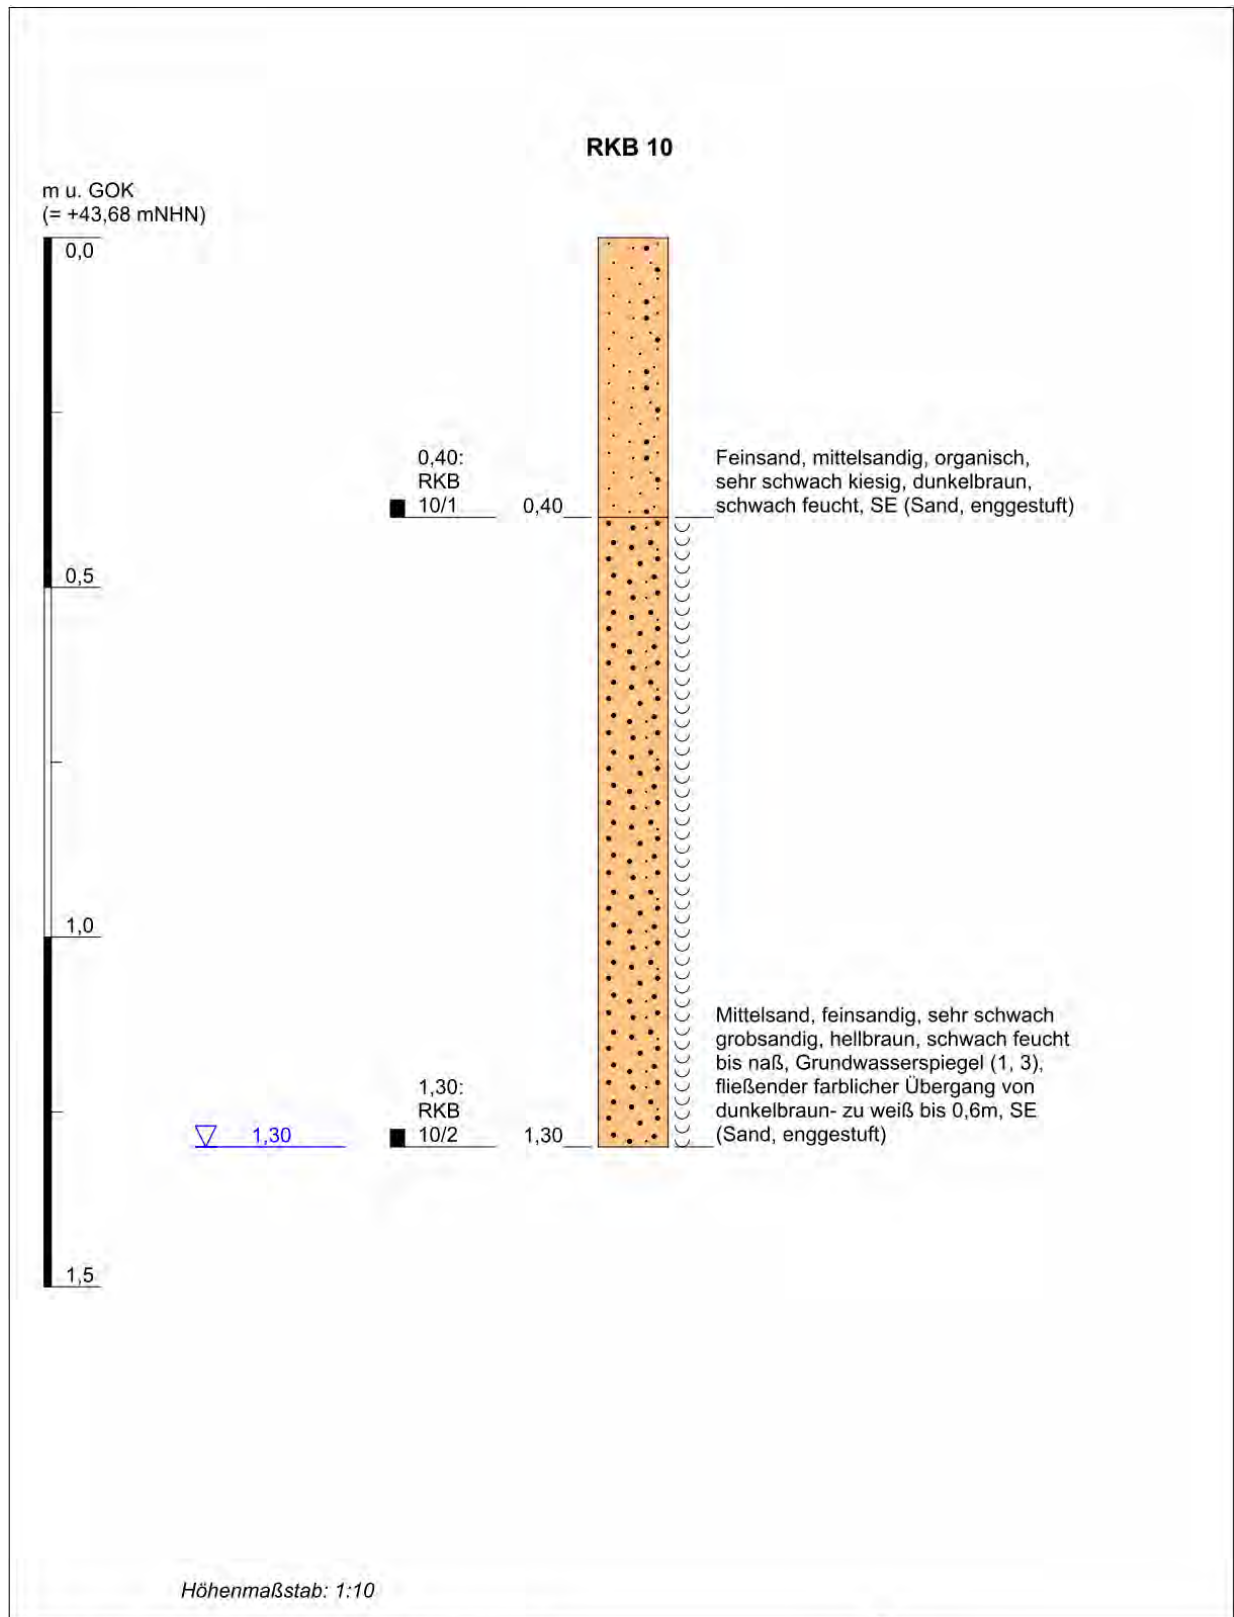 RKB 10
m u. GOK
(= +43,68 mNHN)
0,0
0,40:
RKB
10/1
0,40
Feinsand, mittelsandig, organisch,
sehr schwach kiesig, dunkelbraun,
schwach feucht, SE (Sand, enggestuft)
0,5
1,0
Mittelsand, feinsandig, sehr schwach
grobsandig, hellbraun, schwach feucht
bis naß, Grundwasserspiegel (1, 3),
fließender farblicher Übergang von
dunkelbraun- zu weiß bis 0,6m, SE
(Sand, enggestuft)
1,30
1,30:
RKB
10/2
1,30
1,5
Höhenmaßstab: 1:10